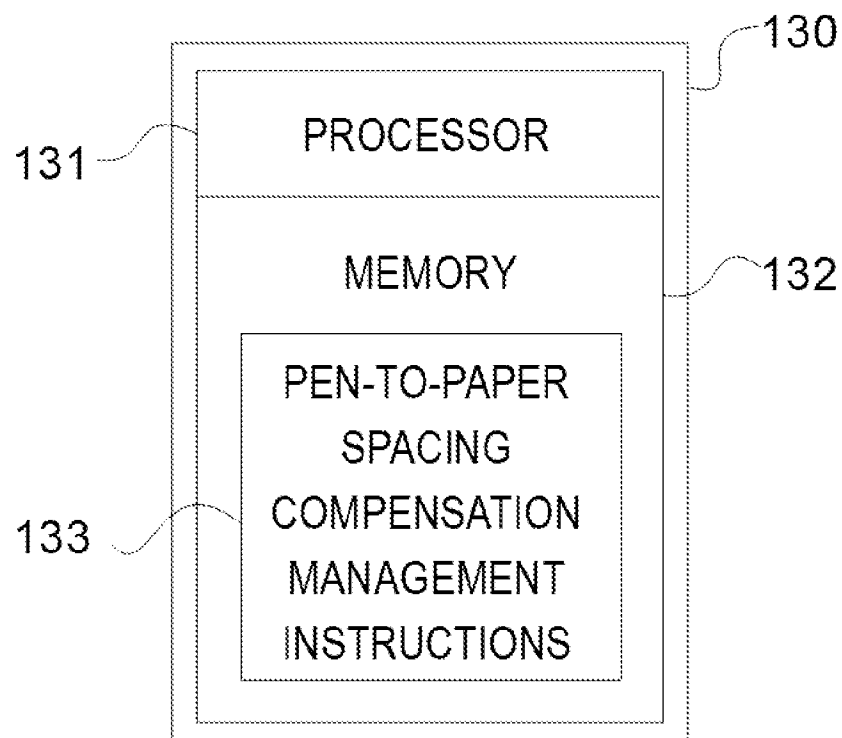 130
PROCESSOR
131
MEMORY
132
PEN-TO-PAPER
SPACING
COMPENSATION
133
MANAGEMENT
INSTRUCTIONS